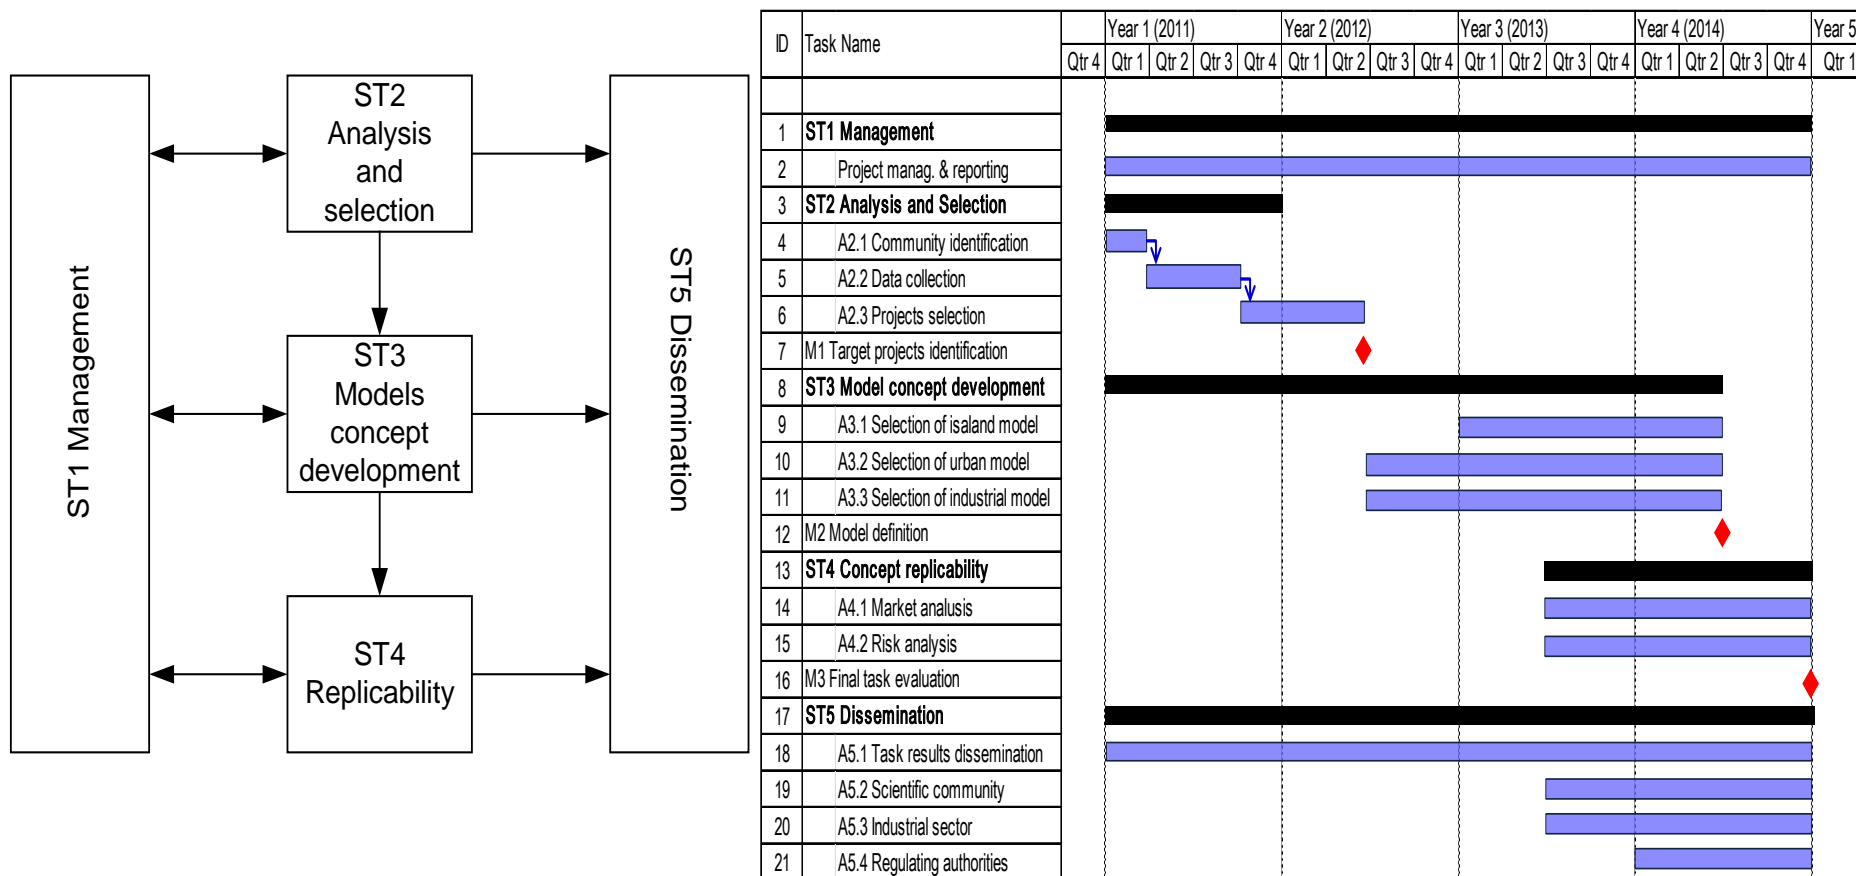 ST1 Management
ST2
Analysis
and
selection
ST3
Models
concept
development
ST4
Replicability
ST5 Dissemination
ID Task Name Year 1 (2011) Year 2 (2012) Year 3 (2013) Year 4 (2014) Year 5
Qtr 4 Qtr 1 Qtr 2 Qtr 3 Qtr 4 Qtr 1 Qtr 2 Qtr 3 Qtr 4 Qtr 1 Qtr 2 Qtr 3 Qtr 4 Qtr 1 Qtr 2 Qtr 3 Qtr 4 Qtr 1
1 ST1 Management
2 Project manag. & reporting
3 ST2 Analysis and Selection
4 A2.1 Community identification
5 A2.2 Data collection
6 A2.3 Projects selection
7 M1 Target projects identification
8 ST3 Model concept development
9 A3.1 Selection of isaland model
10 A3.2 Selection of urban model
11 A3.3 Selection of industrial model
12 M2 Model definition
13 ST4 Concept replicability
14 A4.1 Market analusis
15 A4.2 Risk analysis
16 M3 Final task evaluation
17 ST5 Dissemination
18 A5.1 Task results dissemination
19 A5.2 Scientific community
20 A5.3 Industrial sector
21 A5.4 Regulating authorities